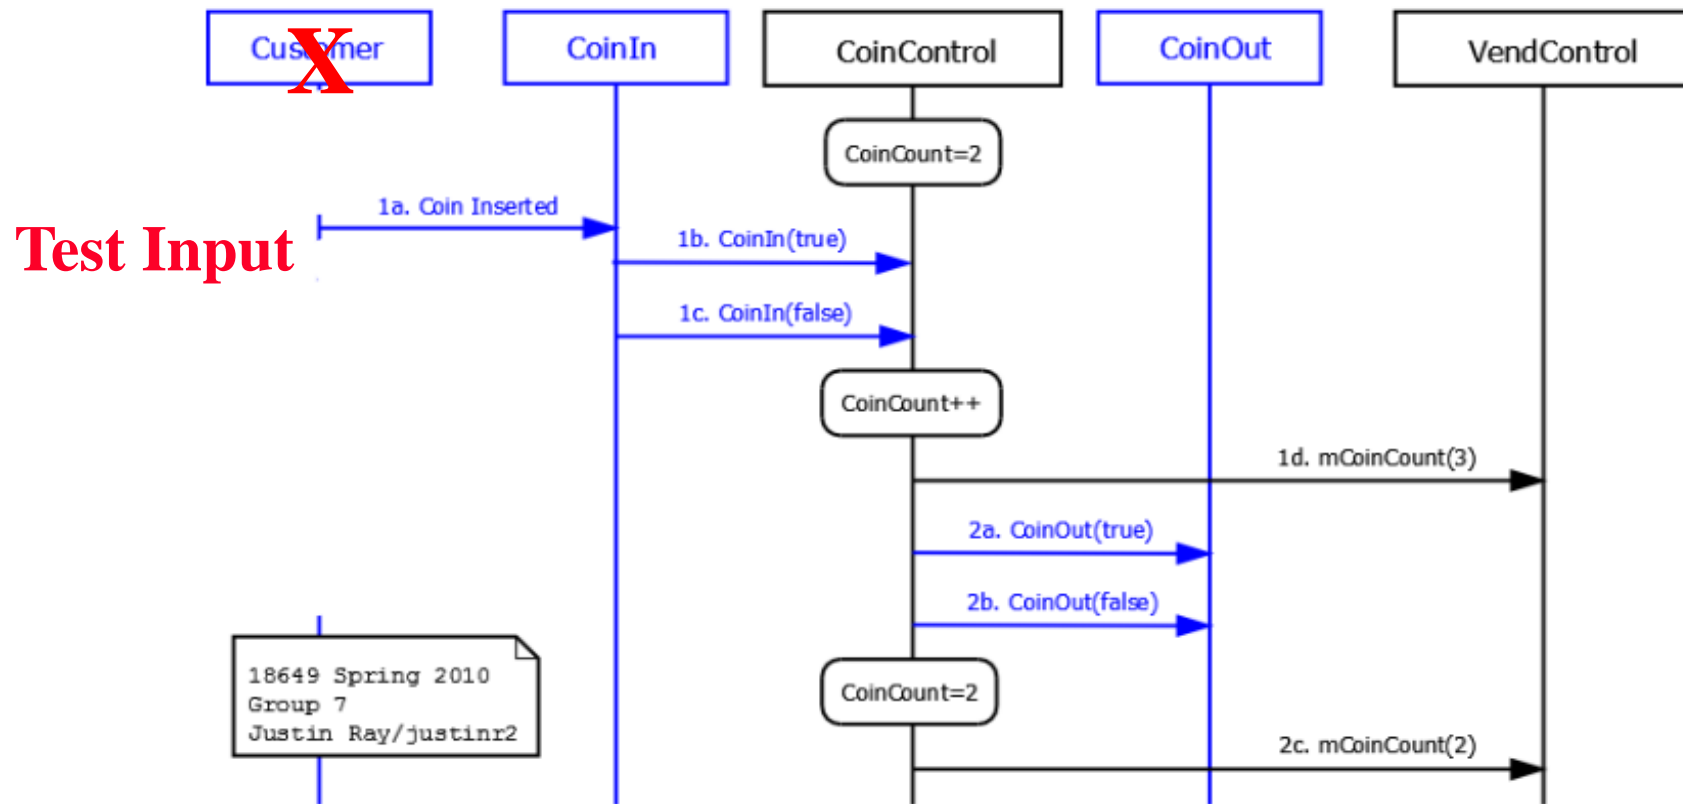 Customer
X
CoinIn
CoinControl
CoinOut
VendControl
CoinCount=2
1a. Coin Inserted
Test Input
1b. CoinIn(true)
1c. CoinIn(false)
CoinCount++
1d. mCoinCount(3)
2a. CoinOut(true)
2b. CoinOut(false)
18649 Spring 2010
Group 7
Justin Ray/justinr2
CoinCount=2
2c. mCoinCount(2)